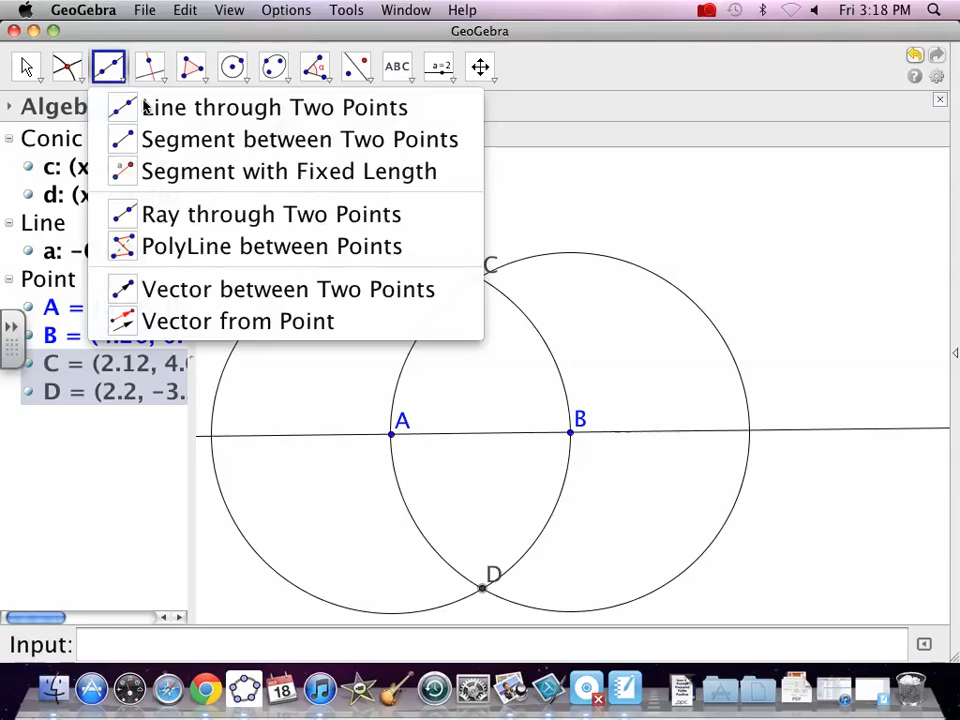 GeoGebra File Edit View Options Tools Window Help Fri 3:18 PM
GeoGebra
ABC
a=2
Algeb
Line through Two Points
Segment between Two Points
Segment with Fixed Length
Ray through Two Points
PolyLine between Points
Vector between Two Points
Vector from Point
Conic
c: (x
d: (x
Line
a: -0
Point
A =
B =
C = (2.12, 4.0
D = (2.2, −3.
C
A
B
D
Input:
18